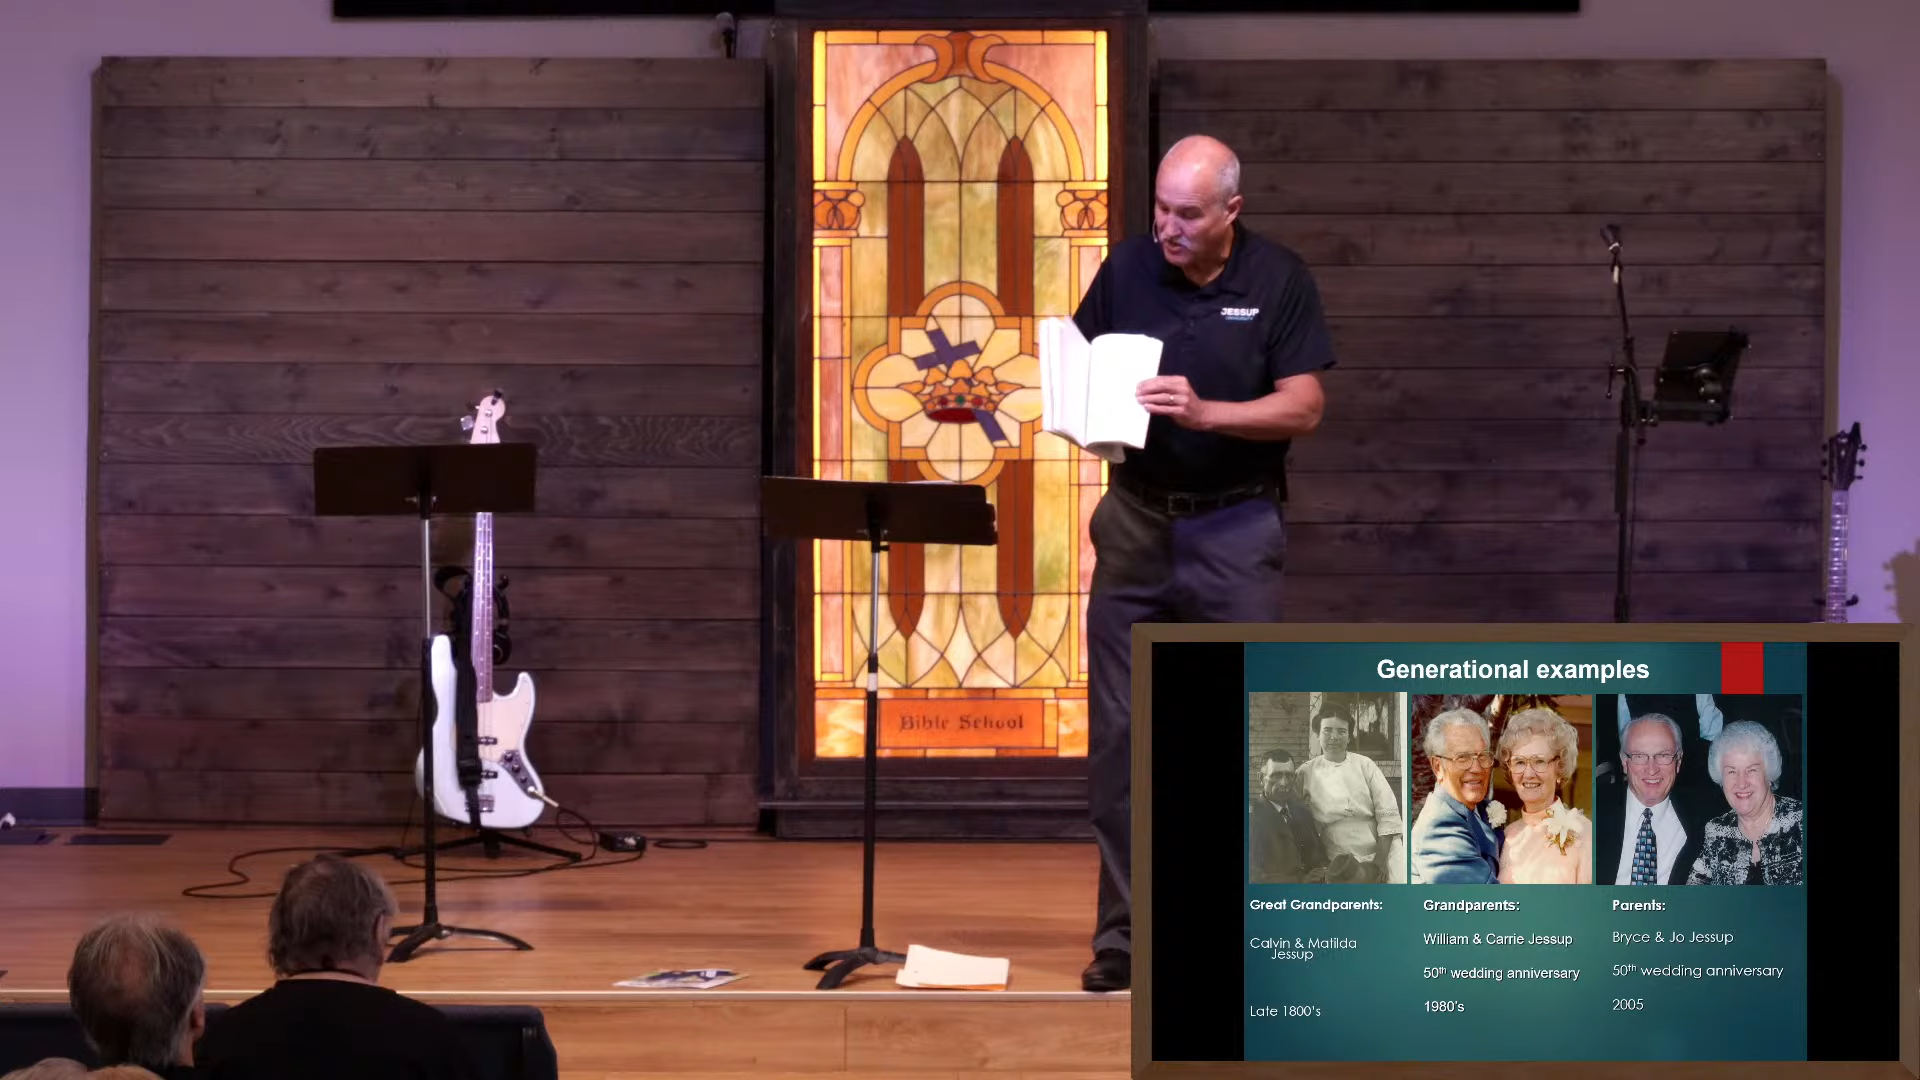 JESSUP
UNIVERSITY
Bible School
Generational examples
Great Grandparents:
Calvin & Matilda
Jessup
Late 1800's
Grandparents:
William & Carrie Jessup
50th wedding anniversary
1980's
Parents:
Bryce & Jo Jessup
50th wedding anniversary
2005